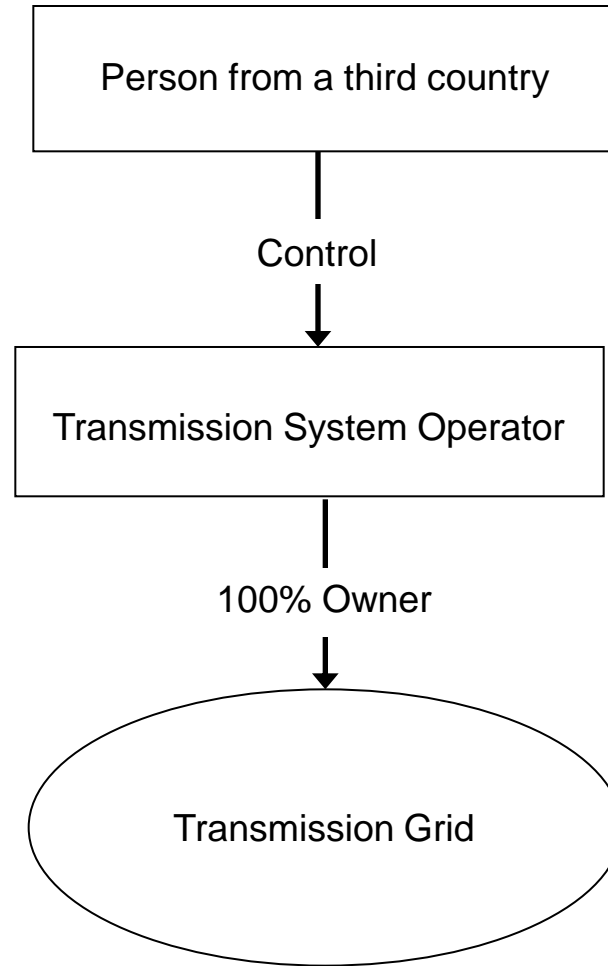 Person from a third country
Control
Transmission System Operator
100% Owner
Transmission Grid